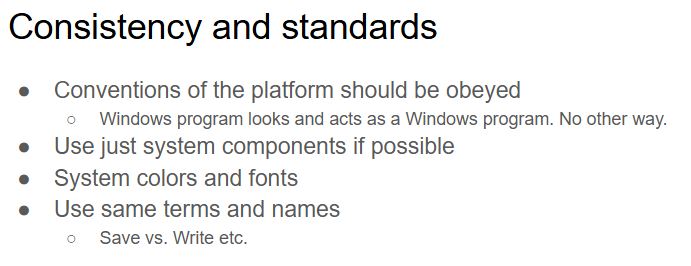 Consistency and standards
● Conventions of the platform should be obeyed
○ Windows program looks and acts as a Windows program. No other way.
● Use just system components if possible
● System colors and fonts
● Use same terms and names
○ Save vs. Write etc.